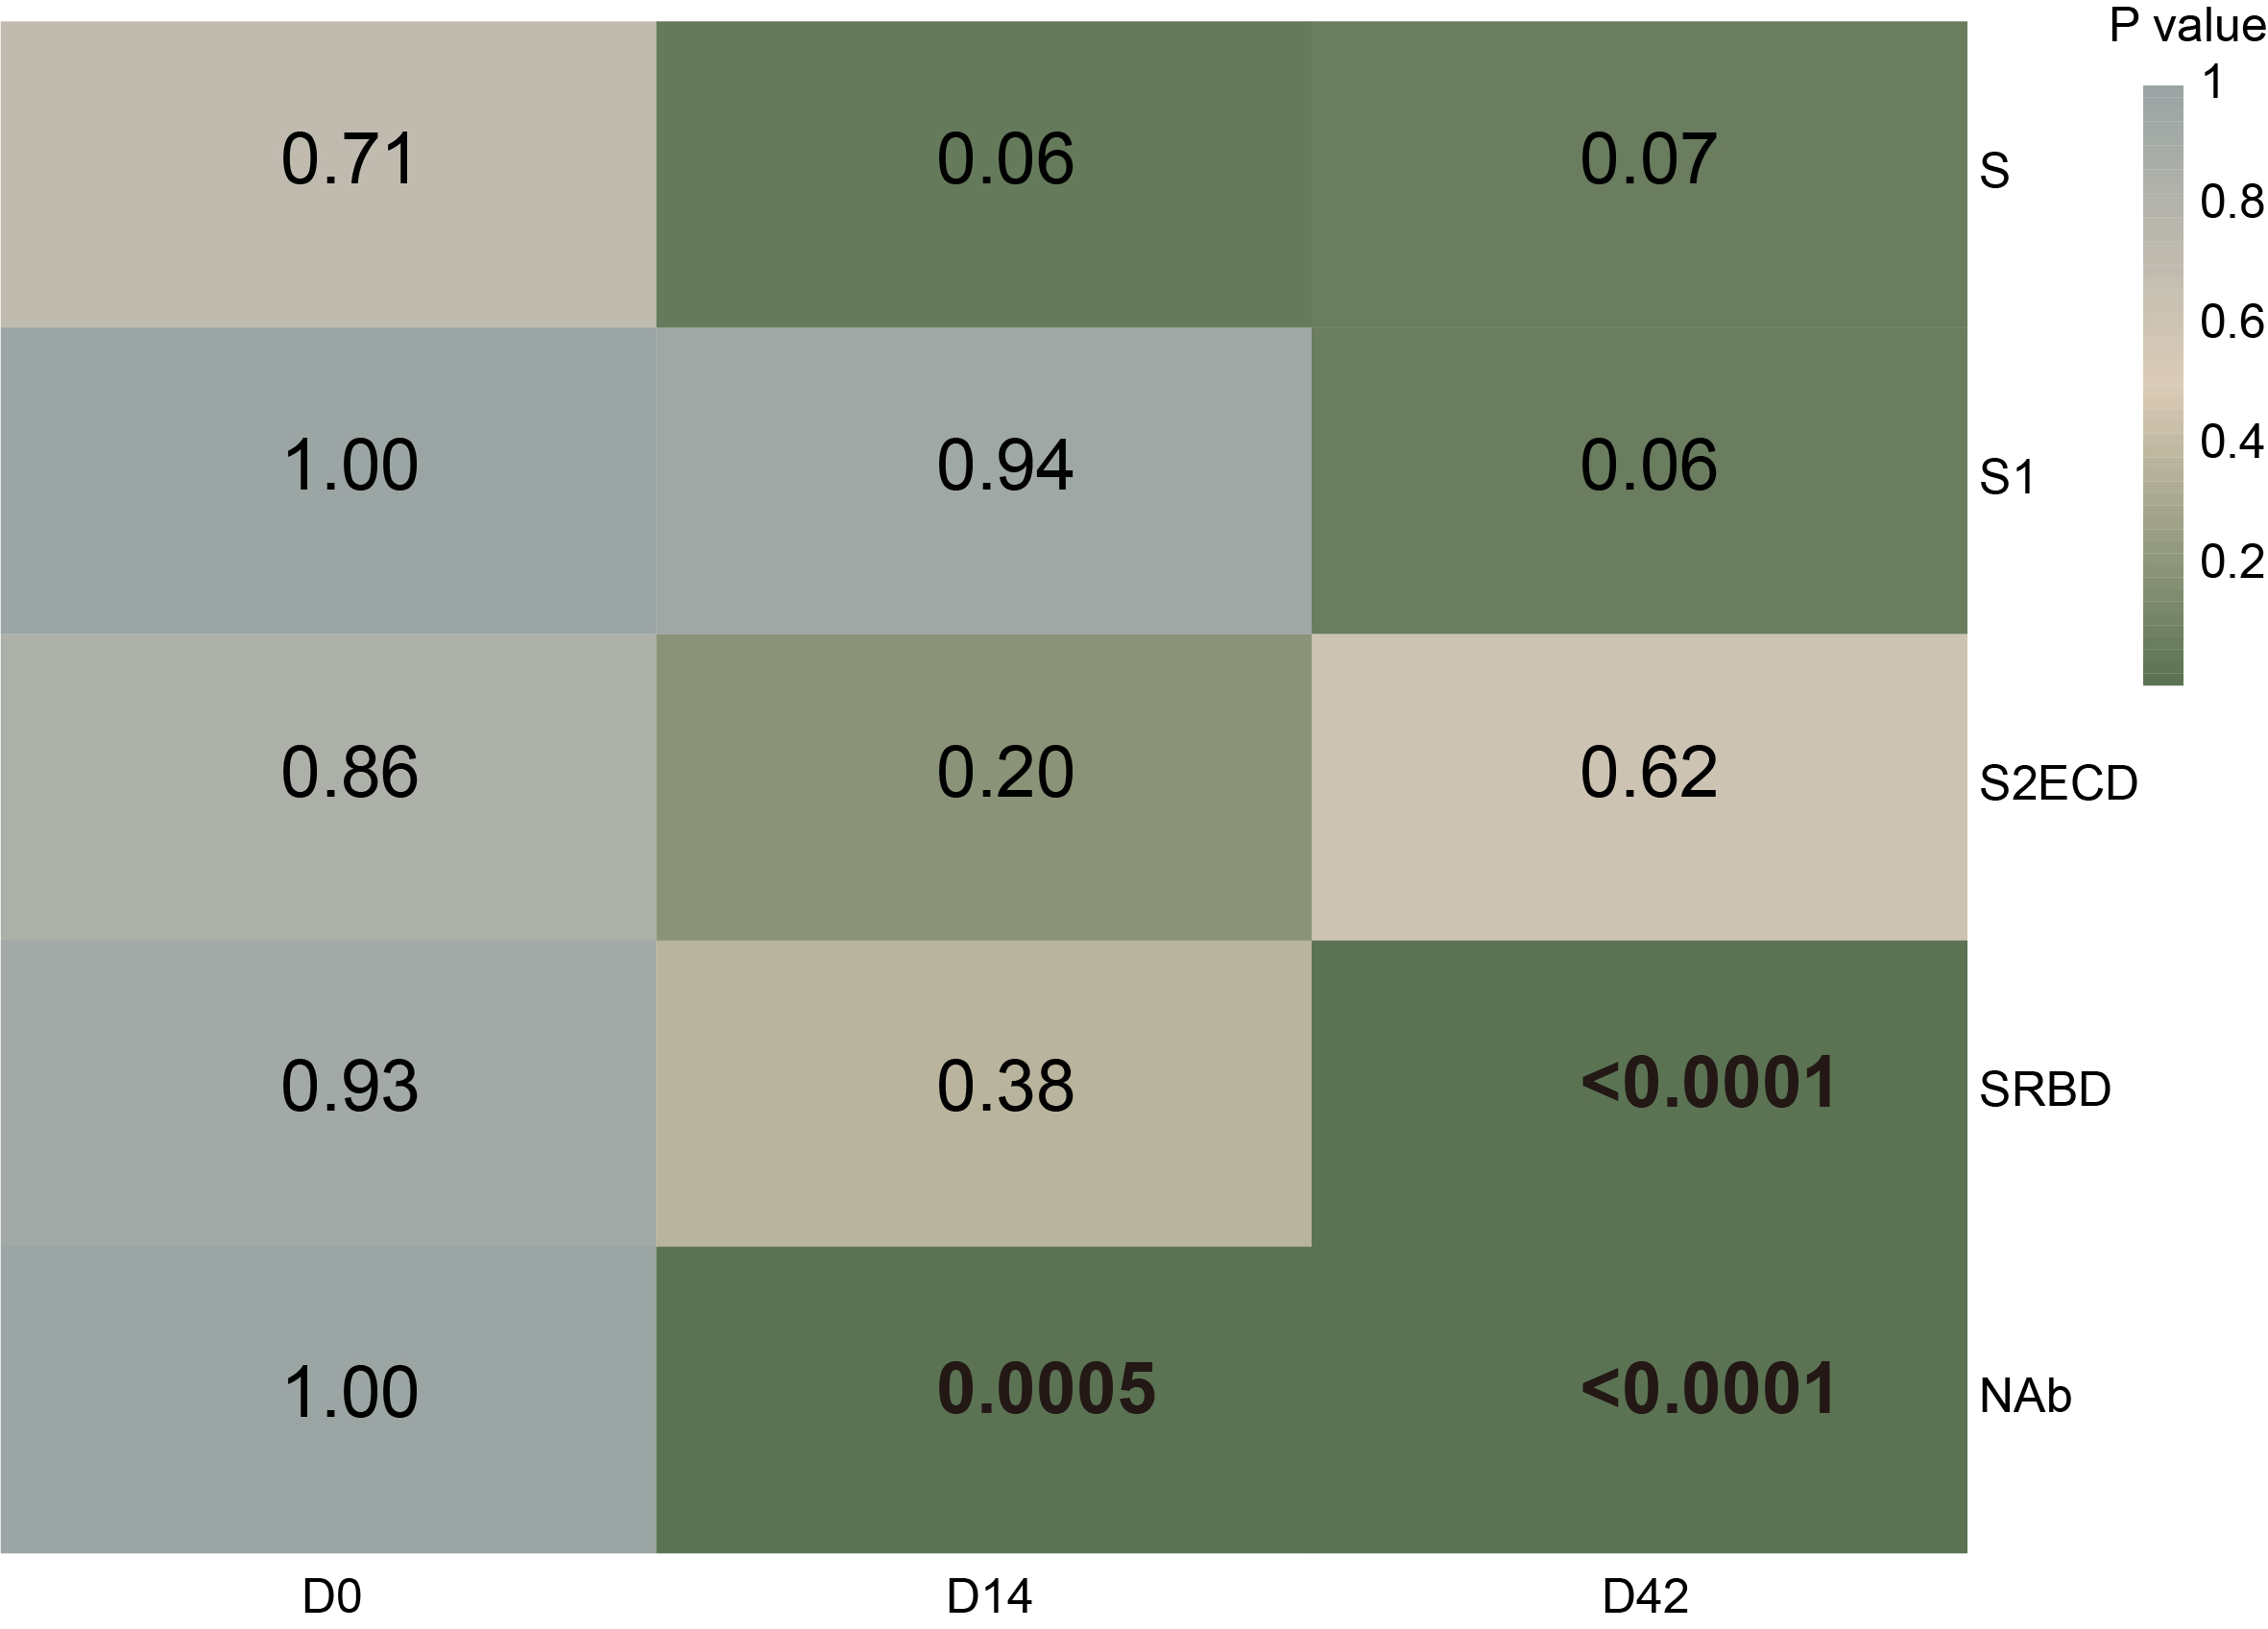 P value
1
0.8
0.6
0.4
0.2
0.71 0.06 0.07 S
1.00 0.94 0.06 S1
0.86 0.20 0.62 S2ECD
0.93 0.38 <0.0001 SRBD
1.00 0.0005 <0.0001 NAb
D0 D14 D42